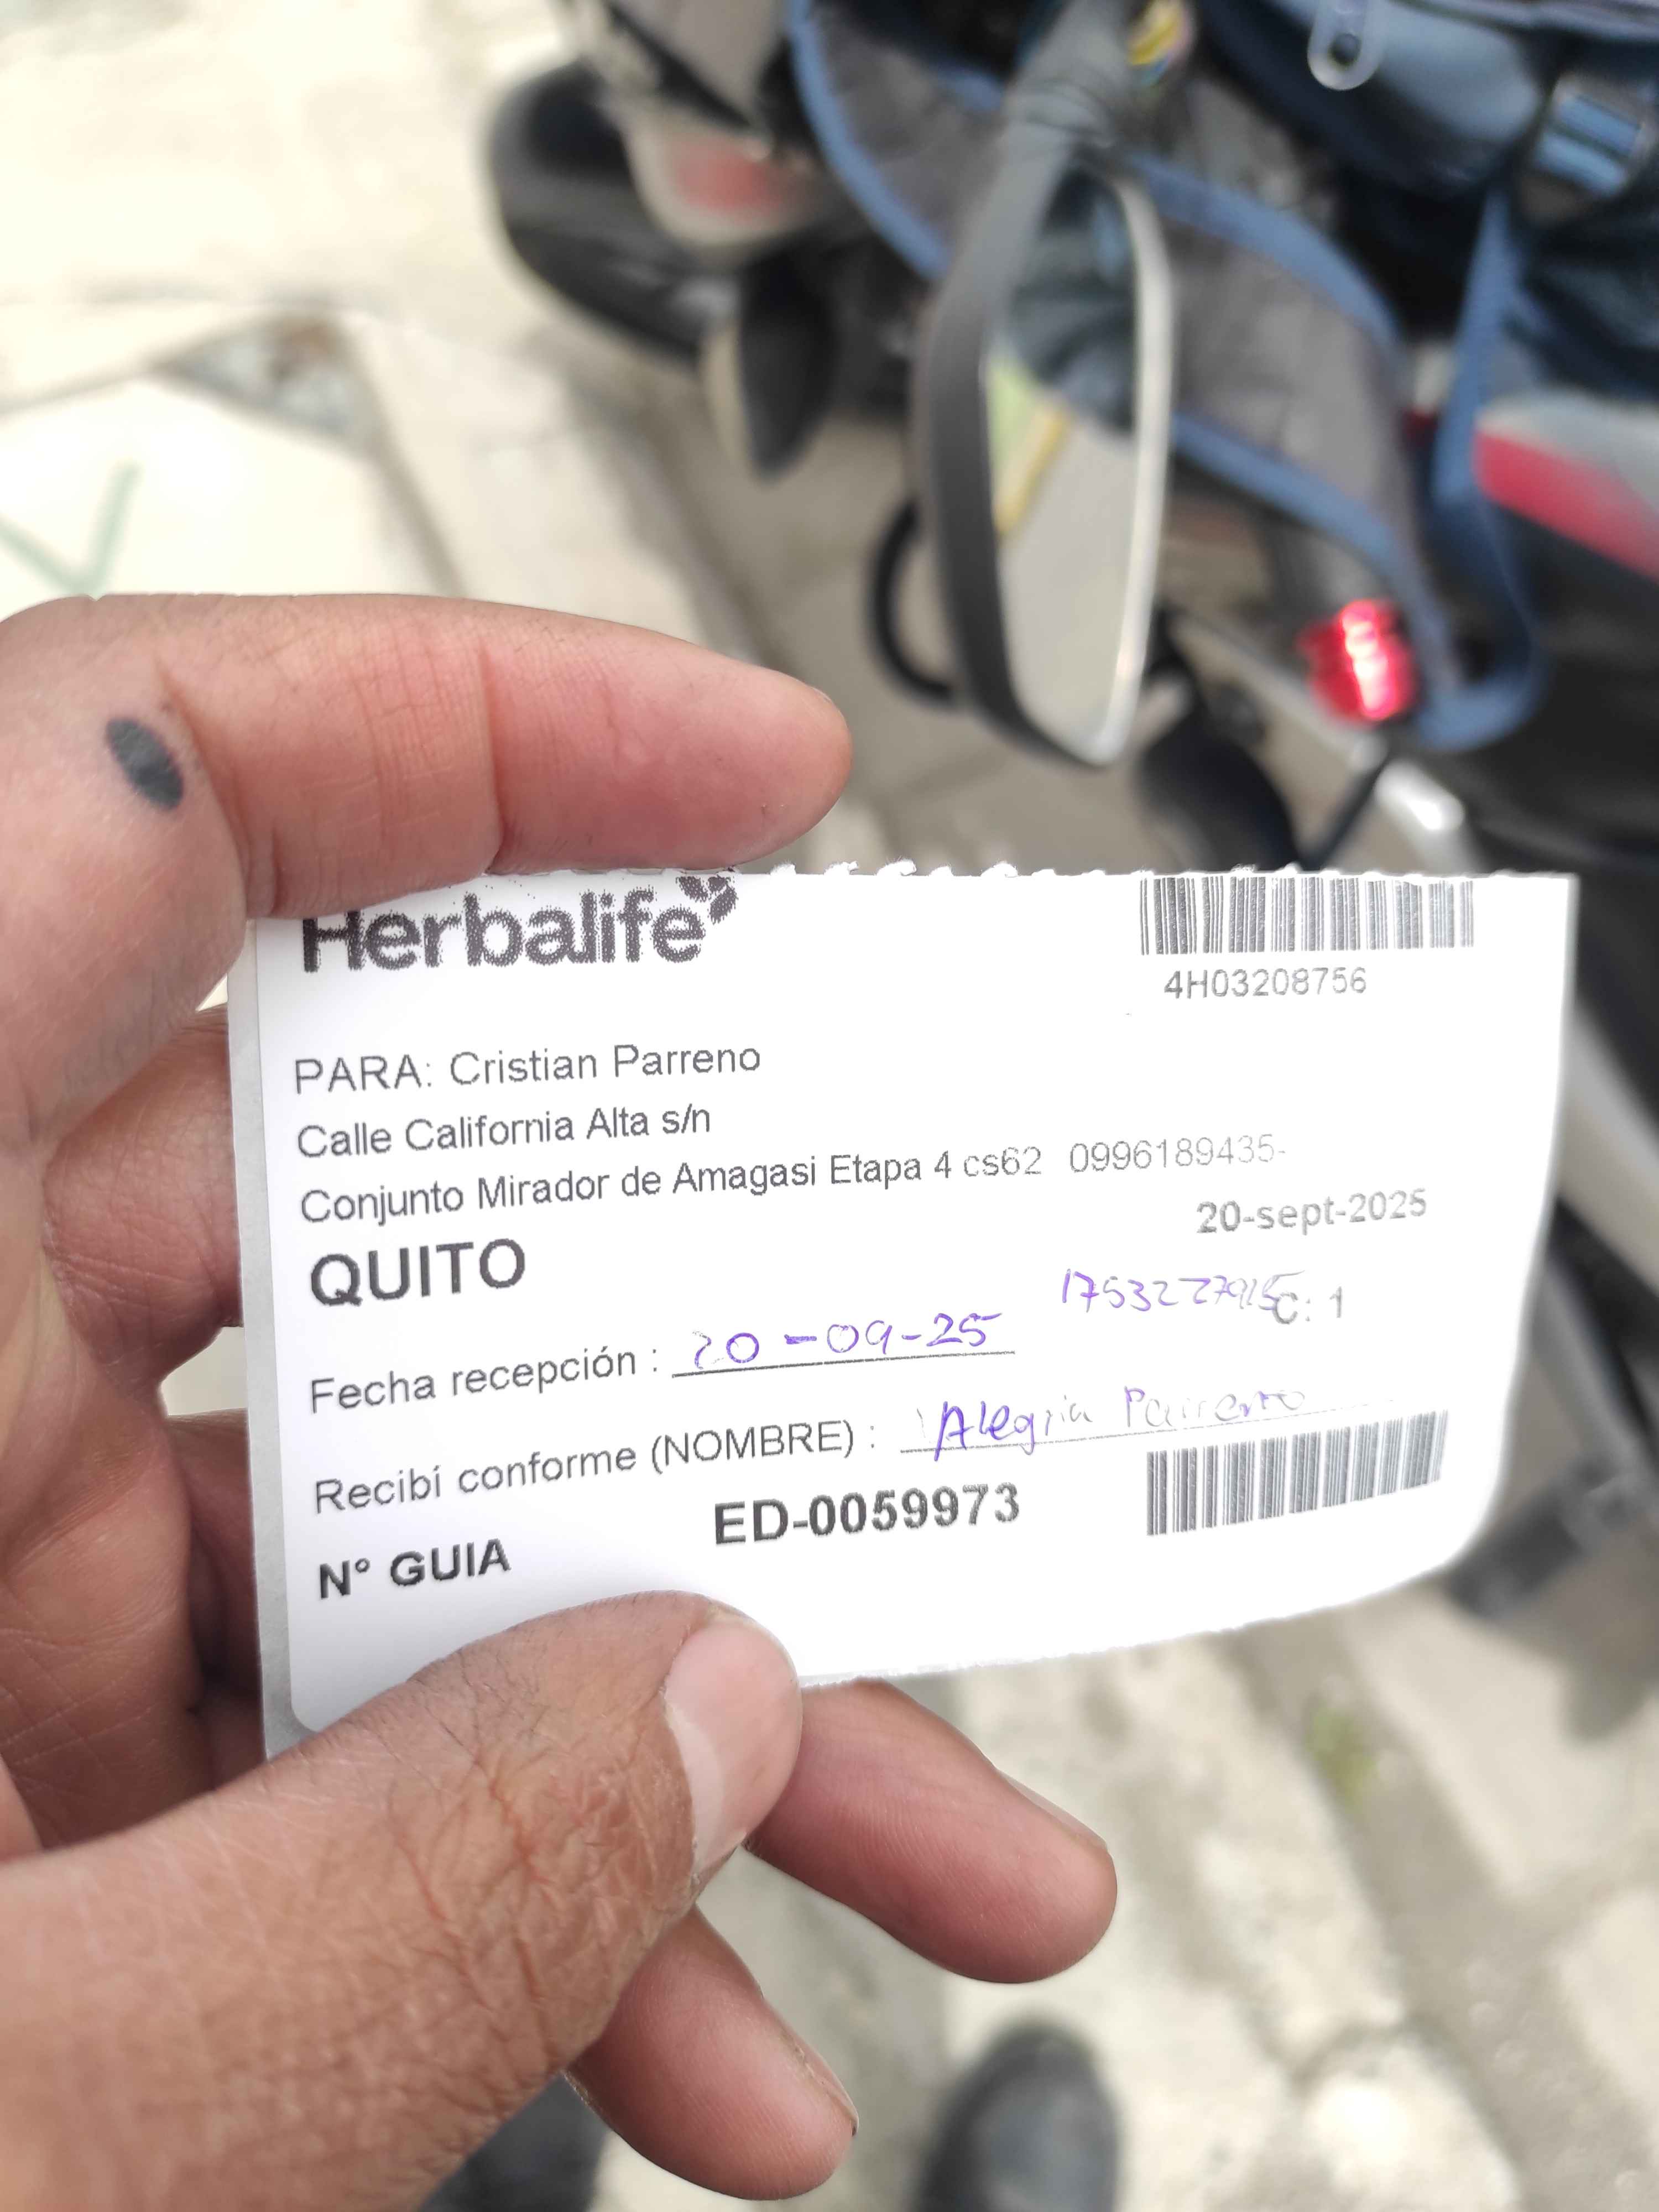 Herbalife
4H03208756
PARA: Cristian Parreno
Calle California Alta s/n
Conjunto Mirador de Amagasi Etapa 4 cs62 0996189435-
20-sept-2025
QUITO
C: 1
Fecha recepción : 20-09-25
Recibí conforme (NOMBRE) : Alegria Parreno
N° GUIA ED-0059973